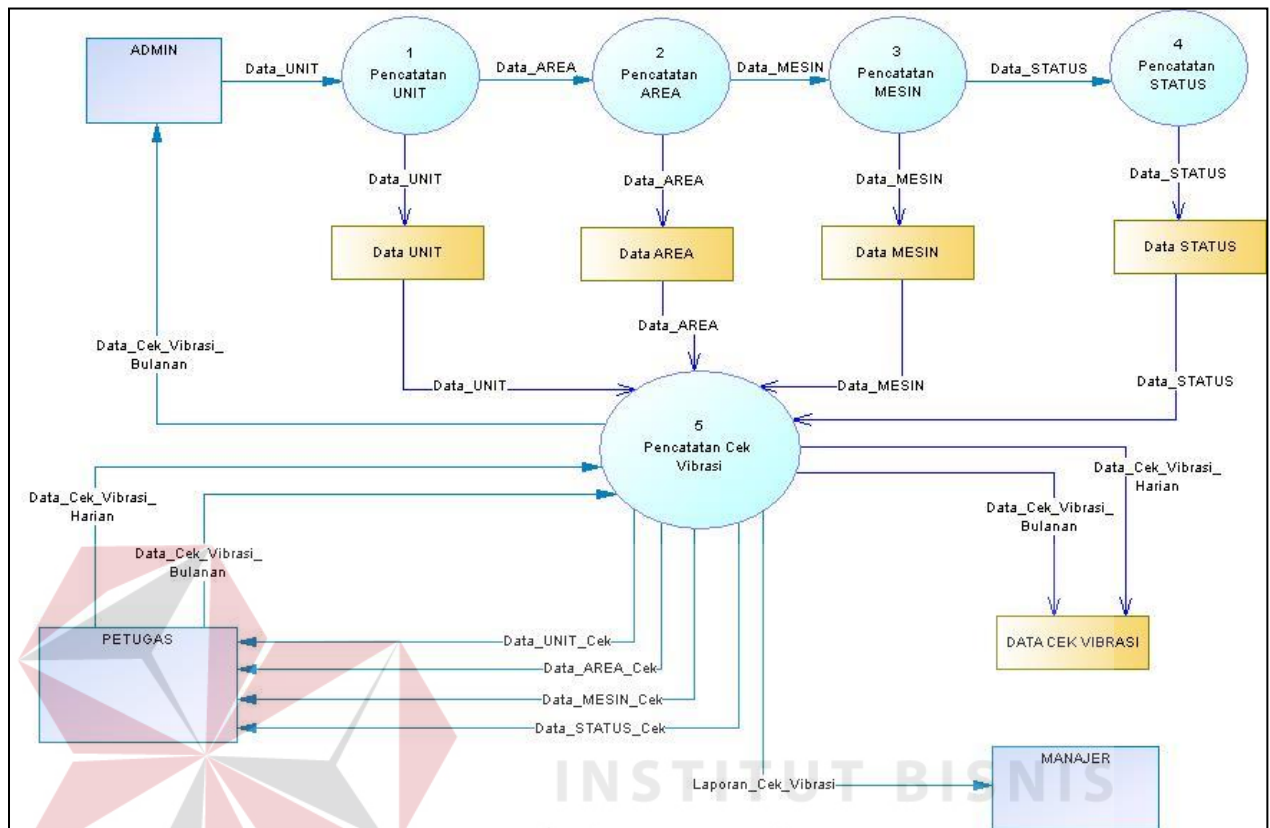 ADMIN
Data_UNIT
1
Pencatatan
UNIT
Data_AREA
2
Pencatatan
AREA
Data_MESIN
3
Pencatatan
MESIN
Data_STATUS
4
Pencatatan
STATUS
Data_UNIT
Data_AREA
Data_MESIN
Data_STATUS
Data UNIT
Data AREA
Data MESIN
Data STATUS
Data_Cek_Vibrasi_
Bulanan
Data_UNIT
Data_AREA
Data_MESIN
Data_STATUS
5
Pencatatan Cek
Vibrasi
Data_Cek_Vibrasi_
Harian
Data_Cek_Vibrasi_
Bulanan
Data_Cek_Vibrasi_
Harian
Data_Cek_Vibrasi_
Bulanan
PETUGAS
Data_UNIT_Cek
Data_AREA_Cek
Data_MESIN_Cek
Data_STATUS_Cek
DATA CEK VIBRASI
Laporan_Cek_Vibrasi
MANAJER
INSTITUT BISNIS